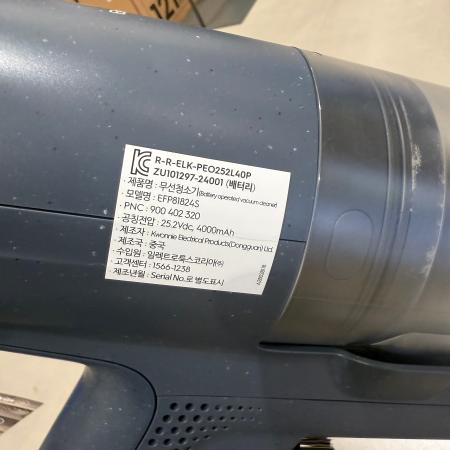 R-R-ELK-PEO252L40P
ZU101297-24001 (배터리)
· 제품명 : 무선청소기(Battery operated vacuum cleaner)
· 모델명 : EFP81824S
· PNC : 900 402 320
· 공칭전압 : 25.2Vdc, 4000mAh
· 제조자 : Kwonnie Electrical Products(Dongguan) Ltd.
· 제조국 : 중국
· 수입원 : 일렉트로룩스코리아㈜
· 고객센터 : 1566-1238
· 제조년월 : Serial No.로 별도표시